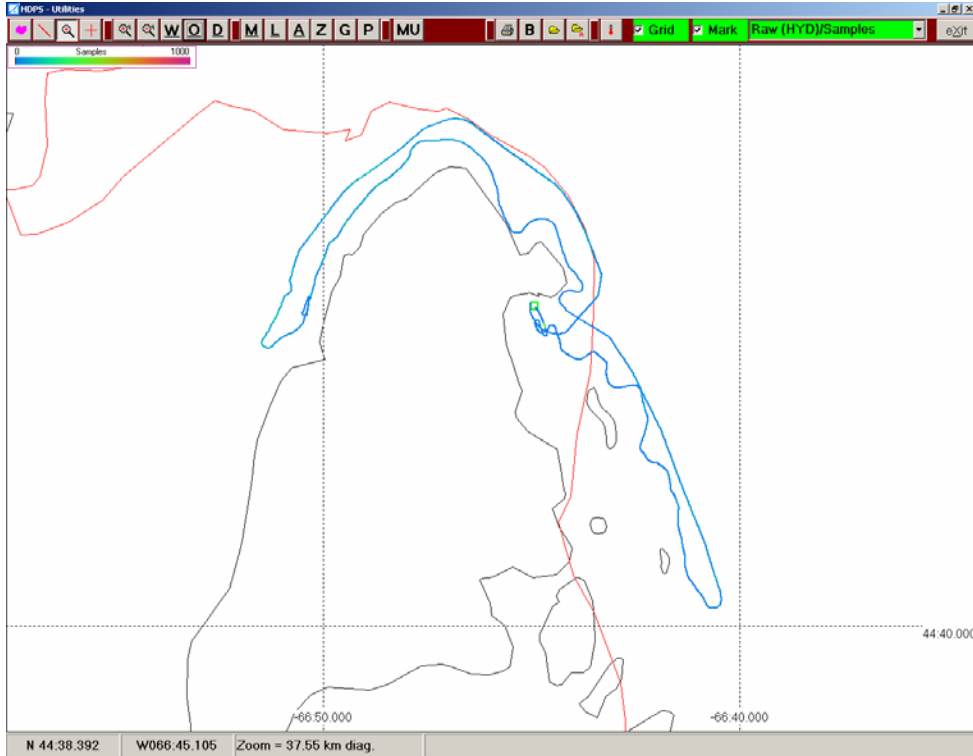 HDPS - Utilities
W O D M L A Z G P MU B Grid Mark Raw (HYD)/Samples eXit
0 Samples 1000
44:40.000
-66:50.000 -66:40.000
N 44:38.392 W066:45.105 Zoom = 37.55 km diag.